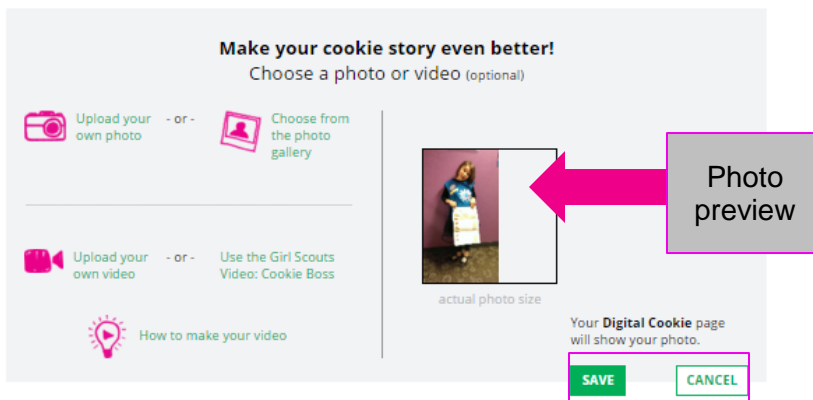 Make your cookie story even better!
Choose a photo or video (optional)
Upload your own photo
- or -
Choose from the photo gallery
Upload your own video
- or -
Use the Girl Scouts Video: Cookie Boss
How to make your video
actual photo size
Photo preview
Your Digital Cookie page will show your photo.
SAVE
CANCEL